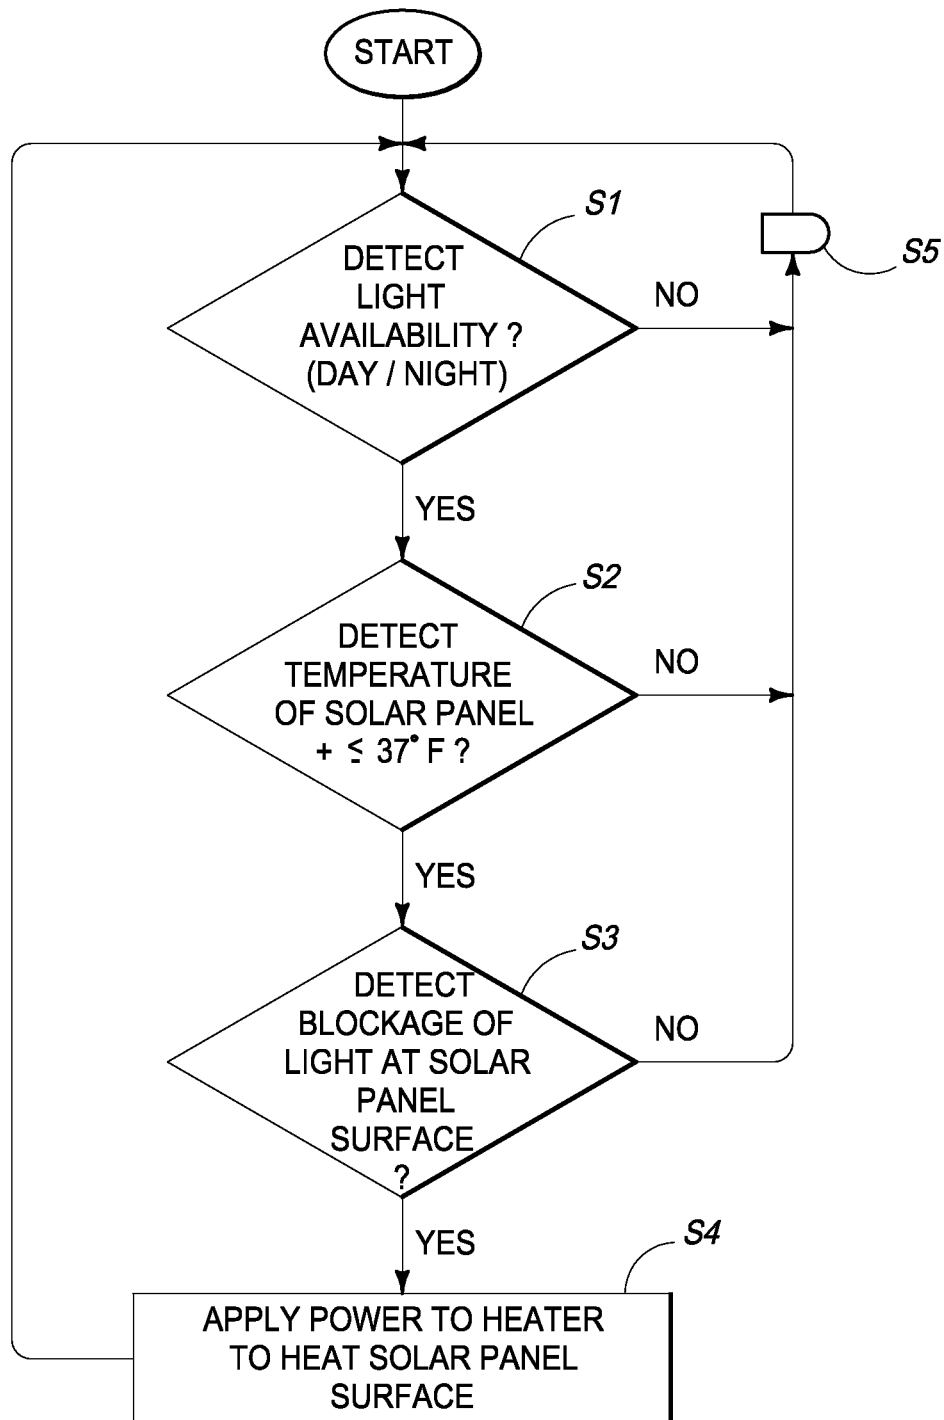 START
S1
DETECT
LIGHT
AVAILABILITY ?
(DAY / NIGHT)
NO
S5
YES
S2
DETECT
TEMPERATURE
OF SOLAR PANEL
+ ≤ 37° F ?
NO
YES
S3
DETECT
BLOCKAGE OF
LIGHT AT SOLAR
PANEL
SURFACE
?
NO
YES
S4
APPLY POWER TO HEATER
TO HEAT SOLAR PANEL
SURFACE